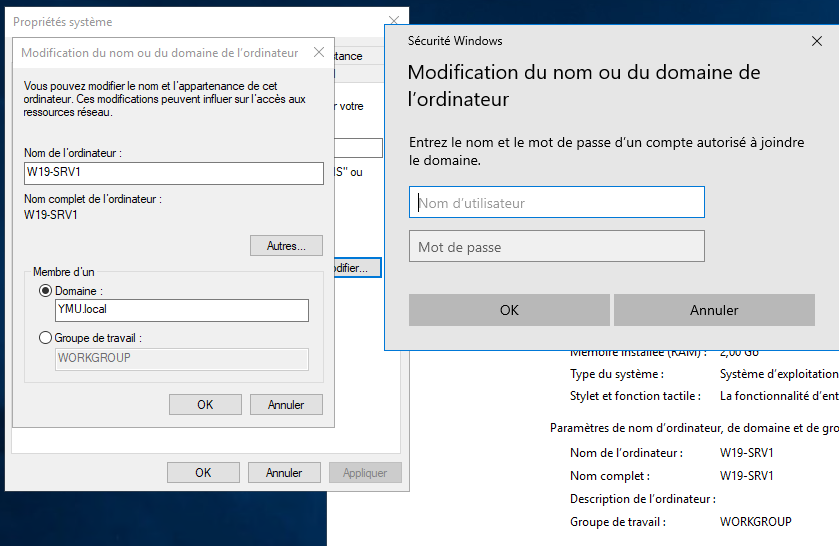 Propriétés système
Modification du nom ou du domaine de l'ordinateur
Vous pouvez modifier le nom et l'appartenance de cet
ordinateur. Ces modifications peuvent influer sur l'accès aux
ressources réseau.
Nom de l'ordinateur :
W19-SRV1
Nom complet de l'ordinateur :
W19-SRV1
Autres...
Membre d'un
Domaine :
YMU.local
Groupe de travail :
WORKGROUP
OK
Annuler
OK
Annuler
Appliquer
votre
ou
Sécurité Windows
Modification du nom ou du domaine de
l'ordinateur
Entrez le nom et le mot de passe d'un compte autorisé à joindre
le domaine.
Nom d'utilisateur
Mot de passe
OK
Annuler
Mémoire installée (RAM) : 2,00 Go
Type du système : Système d'exploitation
Stylet et fonction tactile : La fonctionnalité d'ent
Paramètres de nom d'ordinateur, de domaine et de gro
Nom de l'ordinateur : W19-SRV1
Nom complet : W19-SRV1
Description de l'ordinateur :
Groupe de travail : WORKGROUP